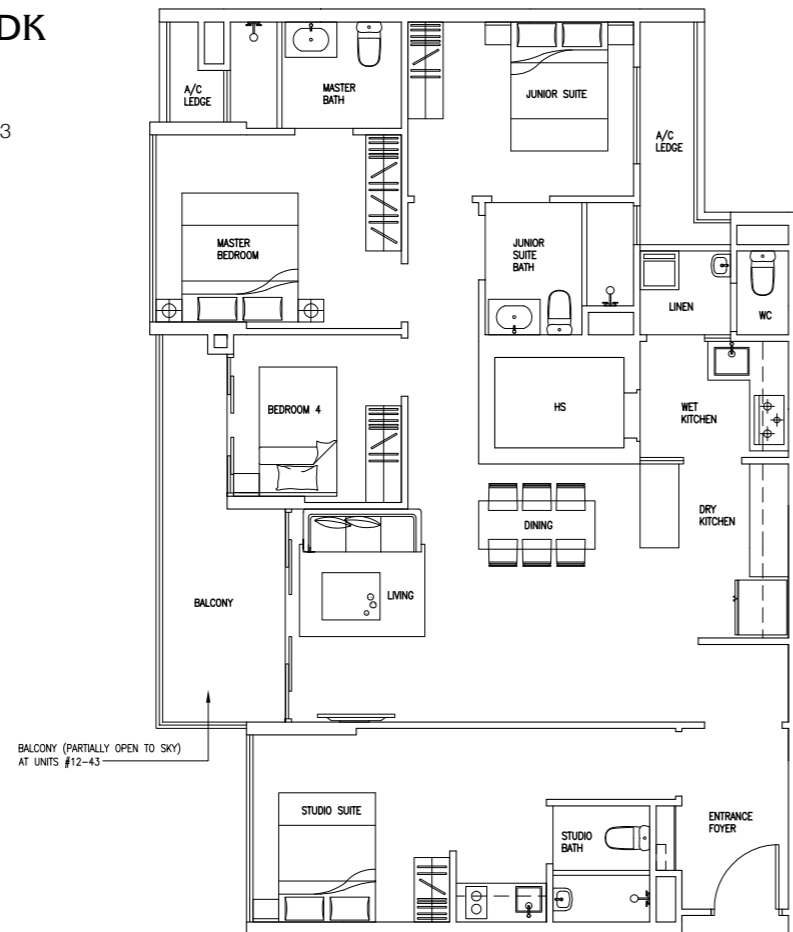 DK
3
A/C
LEDGE
MASTER
BATH
JUNIOR SUITE
A/C
LEDGE
MASTER
BEDROOM
JUNIOR
SUITE
BATH
LINEN
WC
BEDROOM 4
HS
WET
KITCHEN
DINING
DRY
KITCHEN
BALCONY
LIVING
BALCONY (PARTIALLY OPEN TO SKY)
AT UNITS #12-43
STUDIO SUITE
STUDIO
BATH
ENTRANCE
FOYER